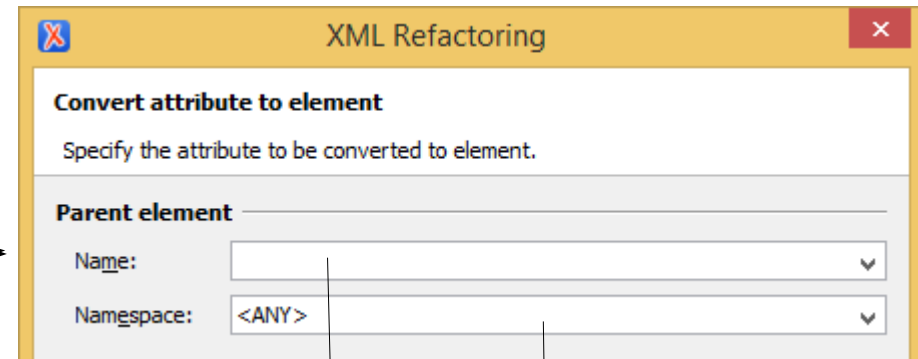 XML Refactoring
Convert attribute to element
Specify the attribute to be converted to element.
Parent element
Name:
Namespace: <ANY>